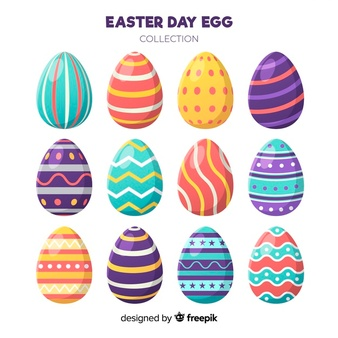 EASTER DAY EGG
COLLECTION
designed by freepik